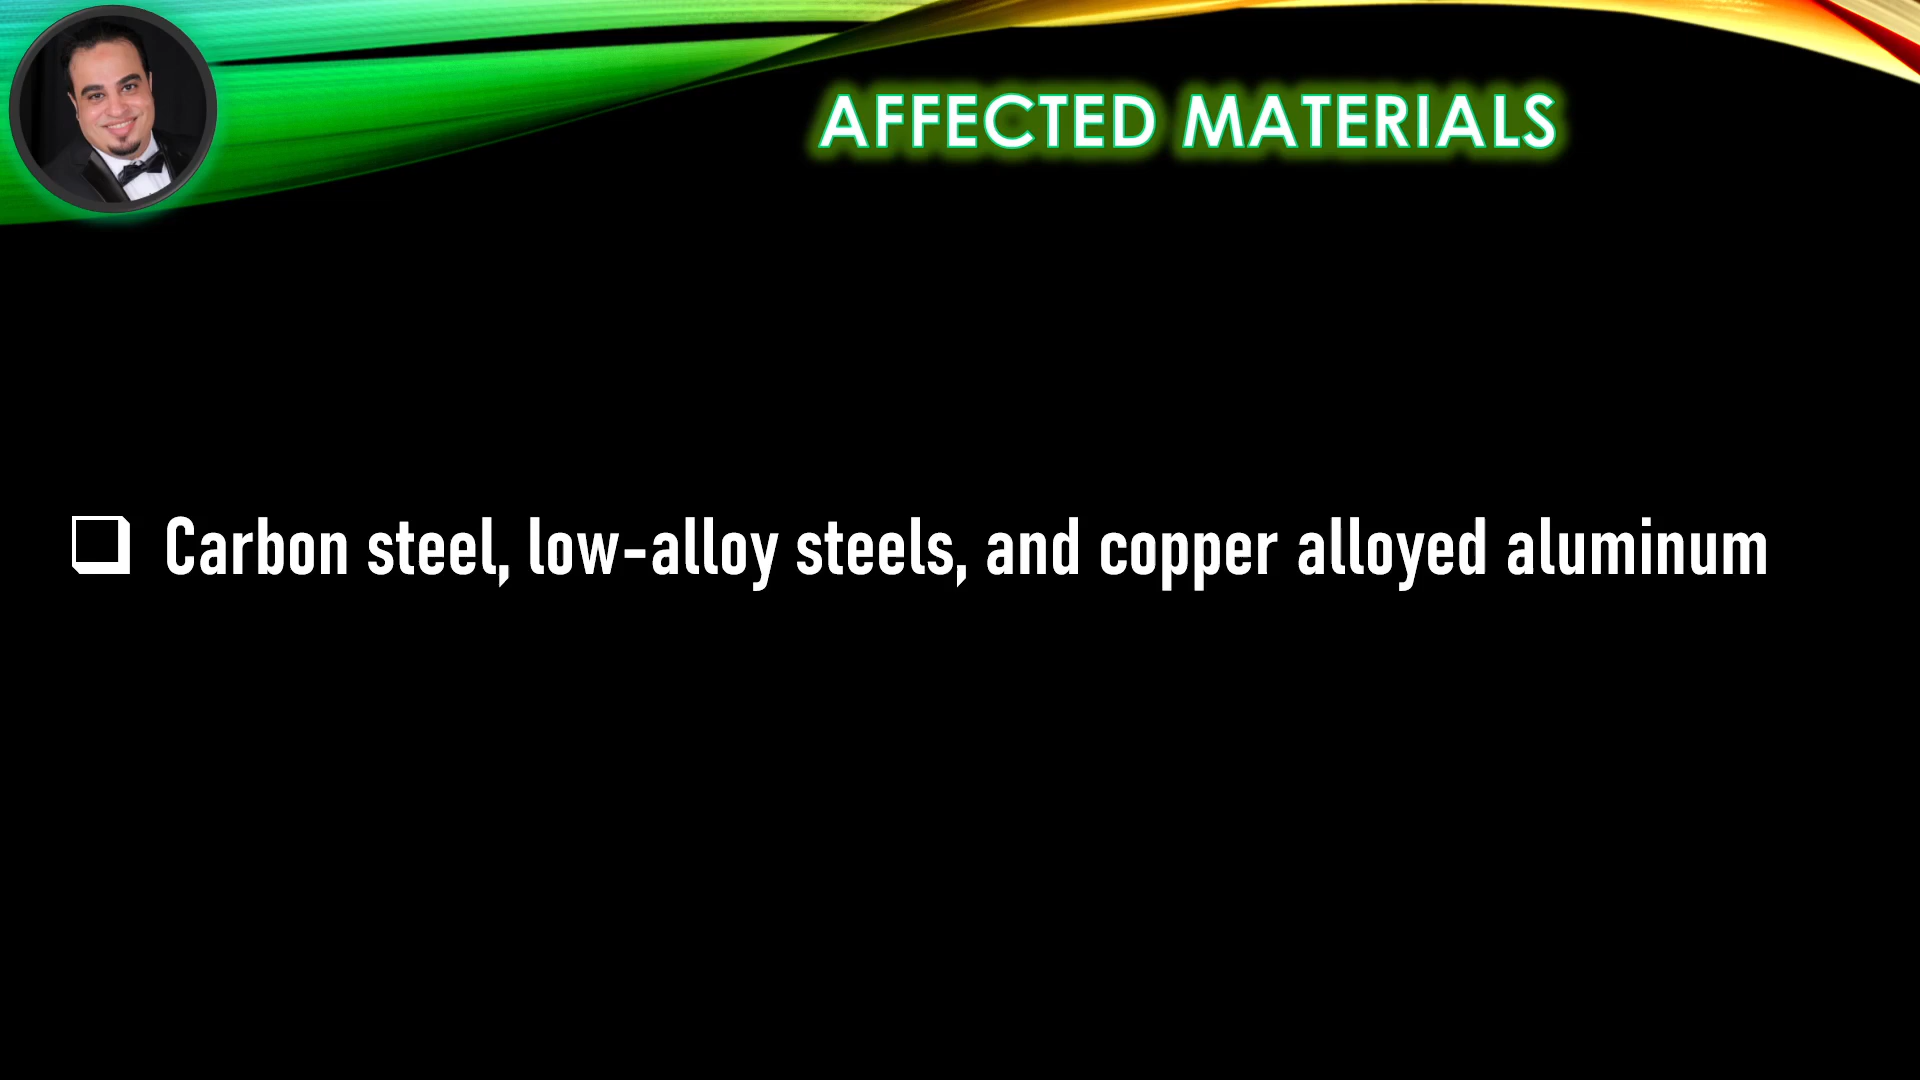 AFFECTED MATERIALS
❑ Carbon steel, low-alloy steels, and copper alloyed aluminum